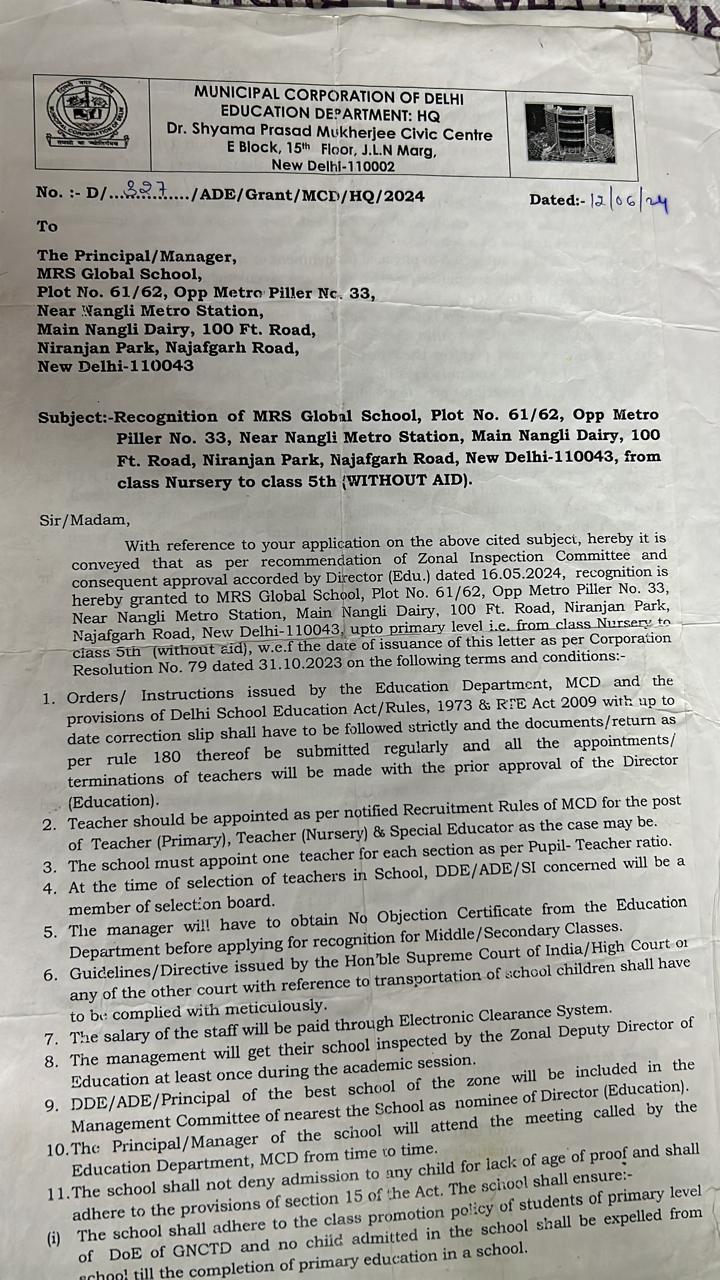 MUNICIPAL CORPORATION OF DELHI
EDUCATION DEPARTMENT: HQ
Dr. Shyama Prasad Mukherjee Civic Centre
E Block, 15th Floor, J.L.N Marg,
New Delhi-110002
No. :- D/....327....../ADE/Grant/MCD/HQ/2024
Dated:- 12/06/24
To
The Principal/Manager,
MRS Global School,
Plot No. 61/62, Opp Metro Piller No. 33,
Near Nangli Metro Station,
Main Nangli Dairy, 100 Ft. Road,
Niranjan Park, Najafgarh Road,
New Delhi-110043
Subject:-Recognition of MRS Global School, Plot No. 61/62, Opp Metro
Piller No. 33, Near Nangli Metro Station, Main Nangli Dairy, 100
Ft. Road, Niranjan Park, Najafgarh Road, New Delhi-110043, from
class Nursery to class 5th (WITHOUT AID).
Sir/Madam,
With reference to your application on the above cited subject, hereby it is
conveyed that as per recommendation of Zonal Inspection Committee and
consequent approval accorded by Director (Edu.) dated 16.05.2024, recognition is
hereby granted to MRS Global School, Plot No. 61/62, Opp Metro Piller No. 33,
Near Nangli Metro Station, Main Nangli Dairy, 100 Ft. Road, Niranjan Park,
Najafgarh Road, New Delhi-110043, upto primary level i.e. from class Nursery to
class 5th (without aid), w.e.f the date of issuance of this letter as per Corporation
Resolution No. 79 dated 31.10.2023 on the following terms and conditions:-
1. Orders/ Instructions issued by the Education Department, MCD and the
provisions of Delhi School Education Act/Rules, 1973 & RTE Act 2009 with up to
date correction slip shall have to be followed strictly and the documents/return as
per rule 180 thereof be submitted regularly and all the appointments/
terminations of teachers will be made with the prior approval of the Director
(Education).
2. Teacher should be appointed as per notified Recruitment Rules of MCD for the post
of Teacher (Primary), Teacher (Nursery) & Special Educator as the case may be.
3. The school must appoint one teacher for each section as per Pupil- Teacher ratio.
4. At the time of selection of teachers in School, DDE/ADE/SI concerned will be a
member of selection board.
5. The manager will have to obtain No Objection Certificate from the Education
Department before applying for recognition for Middle/Secondary Classes.
6. Guidelines/Directive issued by the Hon'ble Supreme Court of India/High Court or
any of the other court with reference to transportation of school children shall have
to be complied with meticulously.
7. The salary of the staff will be paid through Electronic Clearance System.
8. The management will get their school inspected by the Zonal Deputy Director of
Education at least once during the academic session.
9. DDE/ADE/Principal of the best school of the zone will be included in the
Management Committee of nearest the School as nominee of Director (Education).
10.The Principal/Manager of the school will attend the meeting called by the
Education Department, MCD from time to time.
11.The school shall not deny admission to any child for lack of age of proof and shall
adhere to the provisions of section 15 of the Act. The school shall ensure:-
(i) The school shall adhere to the class promotion policy of students of primary level
of DoE of GNCTD and no child admitted in the school shall be expelled from
school till the completion of primary education in a school.